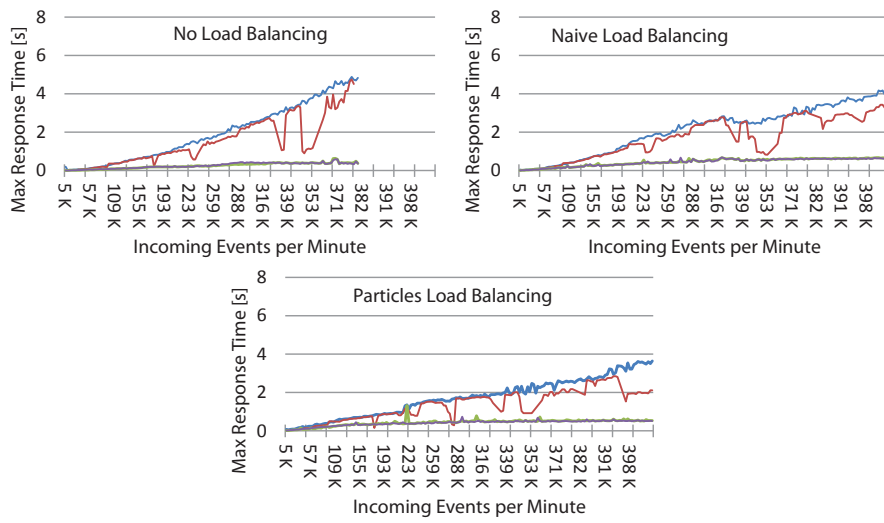 No Load Balancing
Max Response Time [s]
8
6
4
2
0
5 K
57 K
109 K
155 K
193 K
223 K
259 K
288 K
316 K
339 K
353 K
371 K
382 K
391 K
398 K
Incoming Events per Minute
Naive Load Balancing
Max Response Time [s]
8
6
4
2
0
5 K
57 K
109 K
155 K
193 K
223 K
259 K
288 K
316 K
339 K
353 K
371 K
382 K
391 K
398 K
Incoming Events per Minute
Particles Load Balancing
Max Response Time [s]
8
6
4
2
0
5 K
57 K
109 K
155 K
193 K
223 K
259 K
288 K
316 K
339 K
353 K
371 K
382 K
391 K
398 K
Incoming Events per Minute